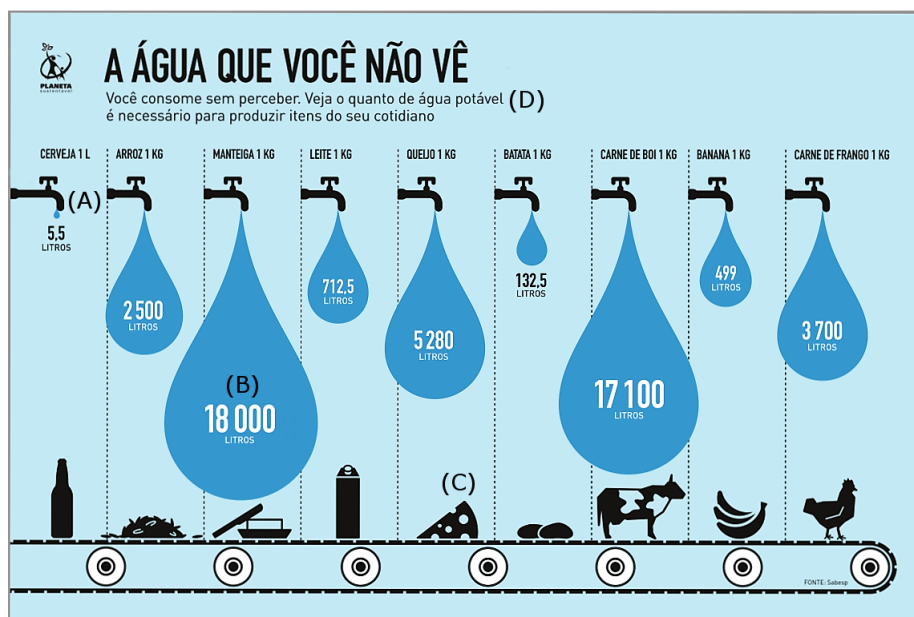 PLANETA
sustentável
A ÁGUA QUE VOCÊ NÃO VÊ
Você consome sem perceber. Veja o quanto de água potável (D)
é necessário para produzir itens do seu cotidiano
CERVEJA 1 L
ARROZ 1 KG
MANTEIGA 1 KG
LEITE 1 KG
QUEIJO 1 KG
BATATA 1 KG
CARNE DE BOI 1 KG
BANANA 1 KG
CARNE DE FRANGO 1 KG
(A)
5,5
LITROS
2 500
LITROS
(B)
18 000
LITROS
712,5
LITROS
5 280
LITROS
132,5
LITROS
17 100
LITROS
499
LITROS
3 700
LITROS
(C)
FONTE: Sabesp